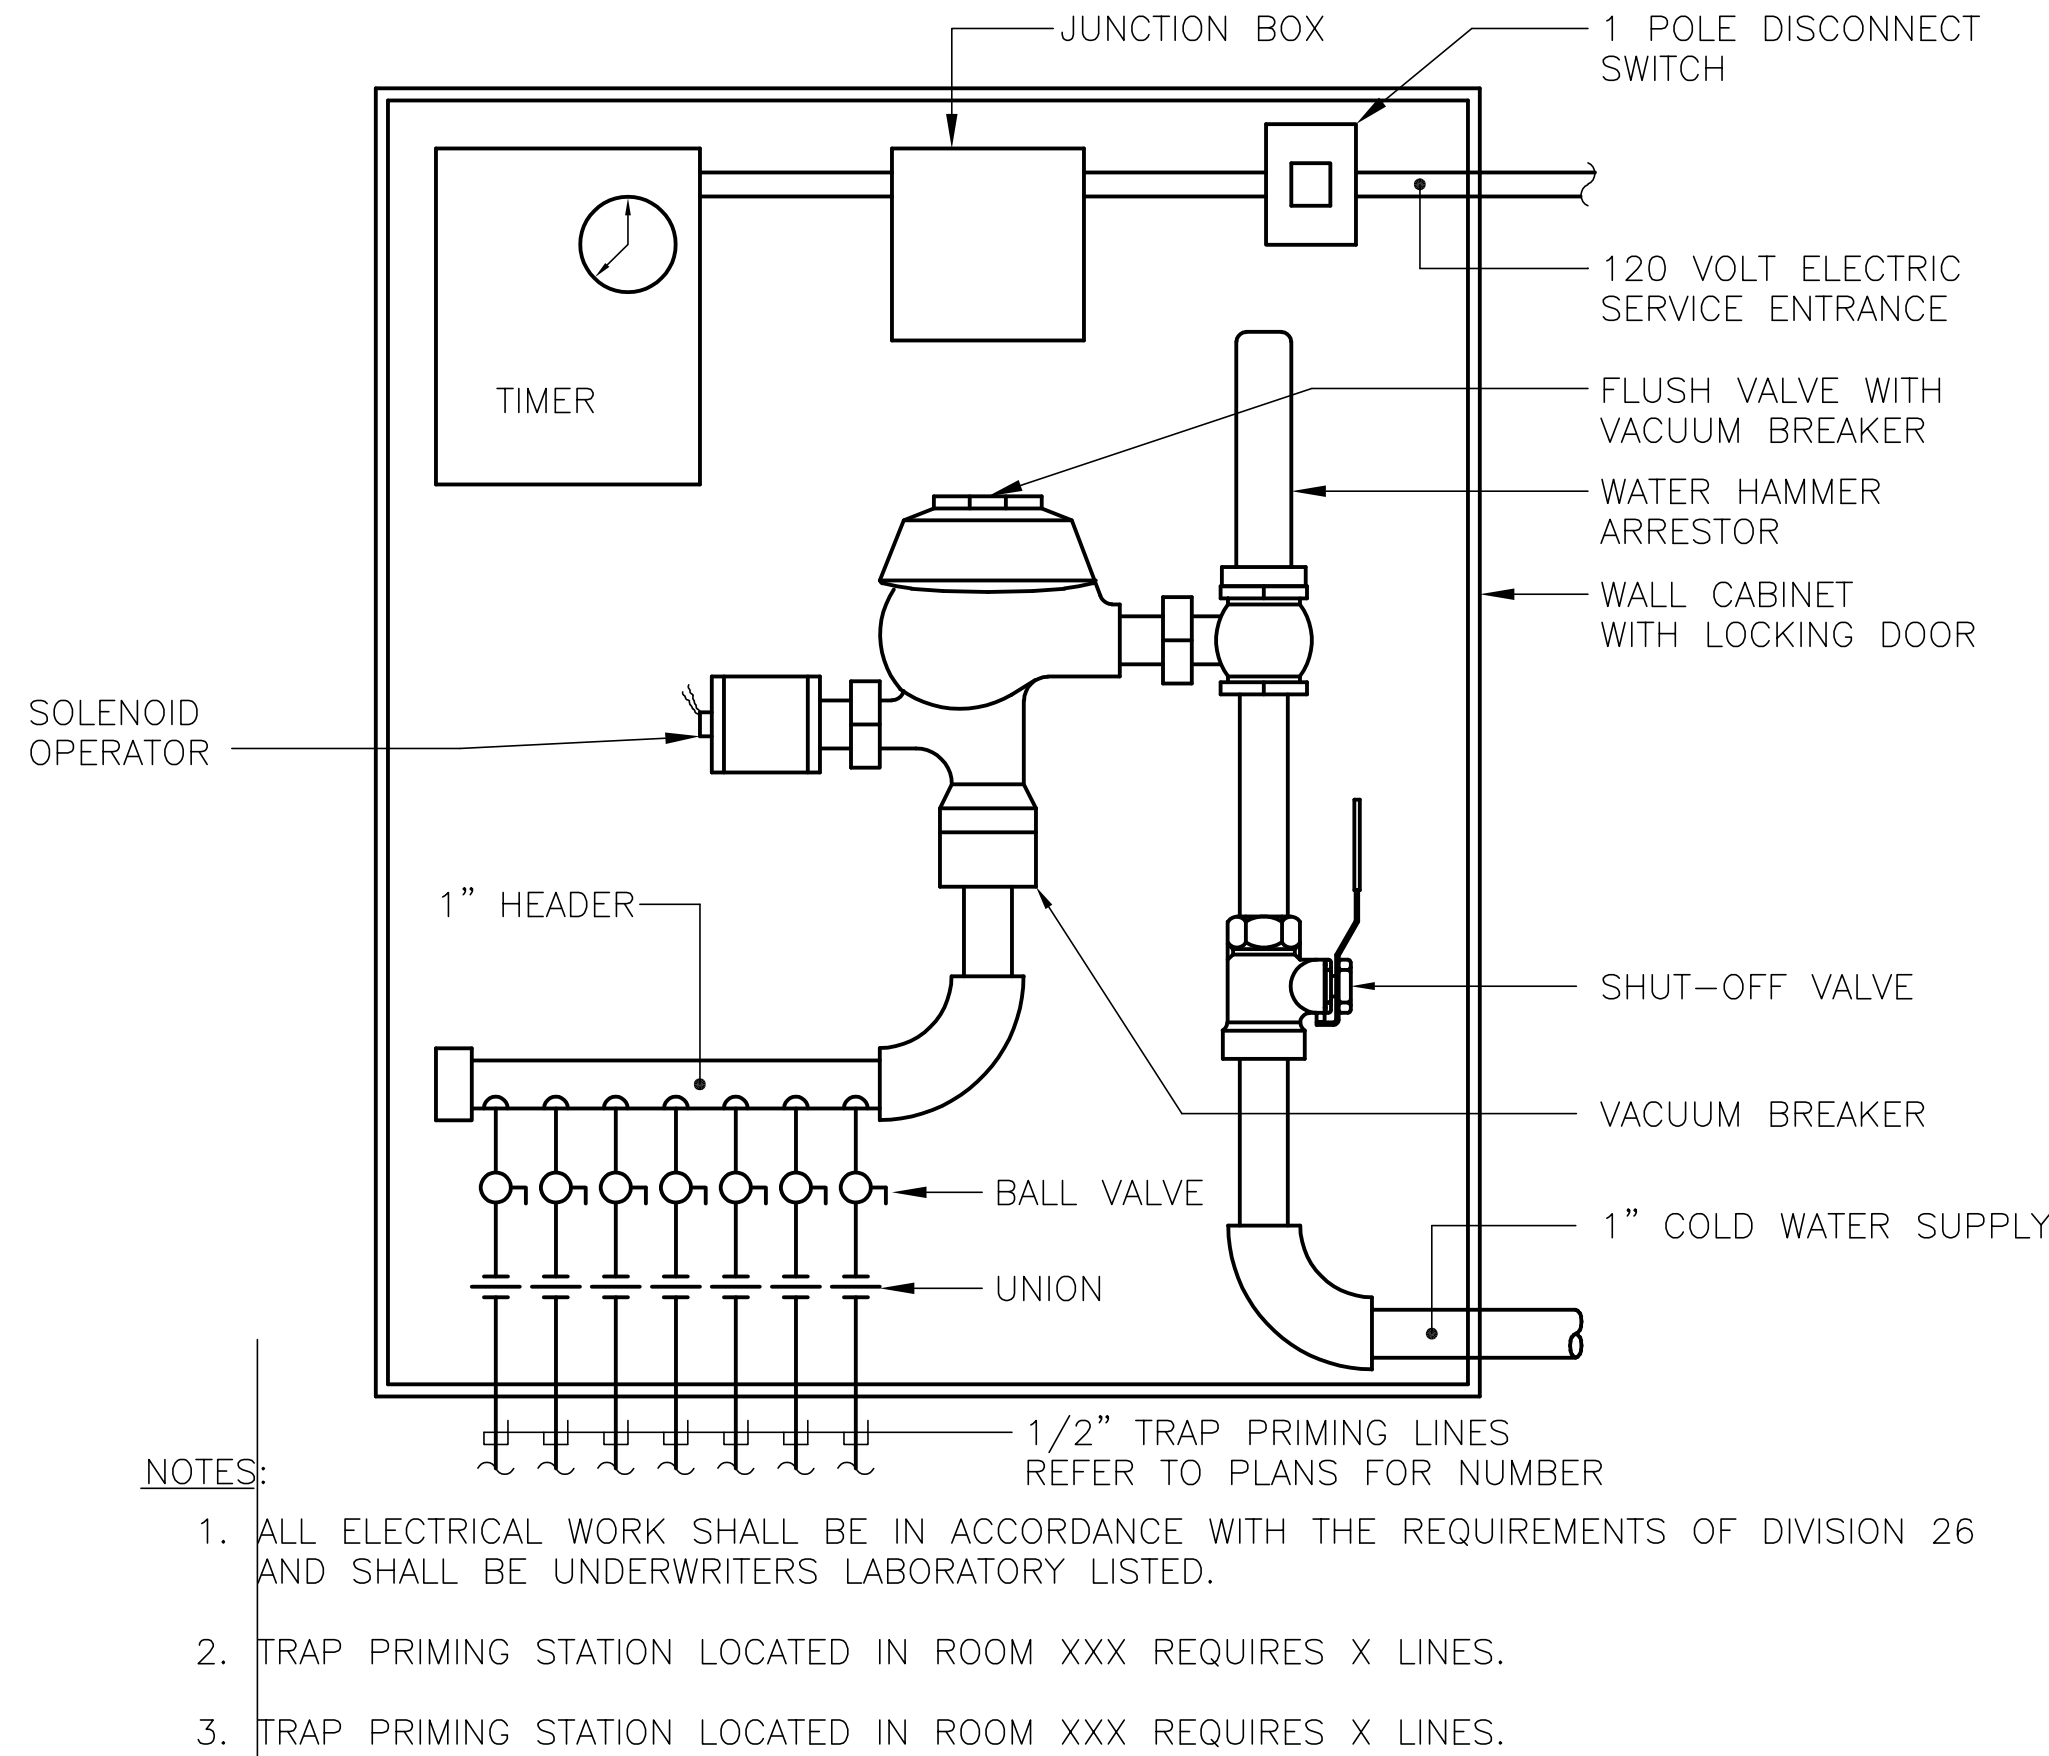 JUNCTION BOX
1 POLE DISCONNECT
SWITCH
120 VOLT ELECTRIC
SERVICE ENTRANCE
TIMER
FLUSH VALVE WITH
VACUUM BREAKER
WATER HAMMER
ARRESTOR
WALL CABINET
WITH LOCKING DOOR
SOLENOID
OPERATOR
1” HEADER
SHUT-OFF VALVE
VACUUM BREAKER
BALL VALVE
1” COLD WATER SUPPLY
UNION
1/2” TRAP PRIMING LINES
REFER TO PLANS FOR NUMBER
NOTES:
1. ALL ELECTRICAL WORK SHALL BE IN ACCORDANCE WITH THE REQUIREMENTS OF DIVISION 26
AND SHALL BE UNDERWRITERS LABORATORY LISTED.
2. TRAP PRIMING STATION LOCATED IN ROOM XXX REQUIRES X LINES.
3. TRAP PRIMING STATION LOCATED IN ROOM XXX REQUIRES X LINES.